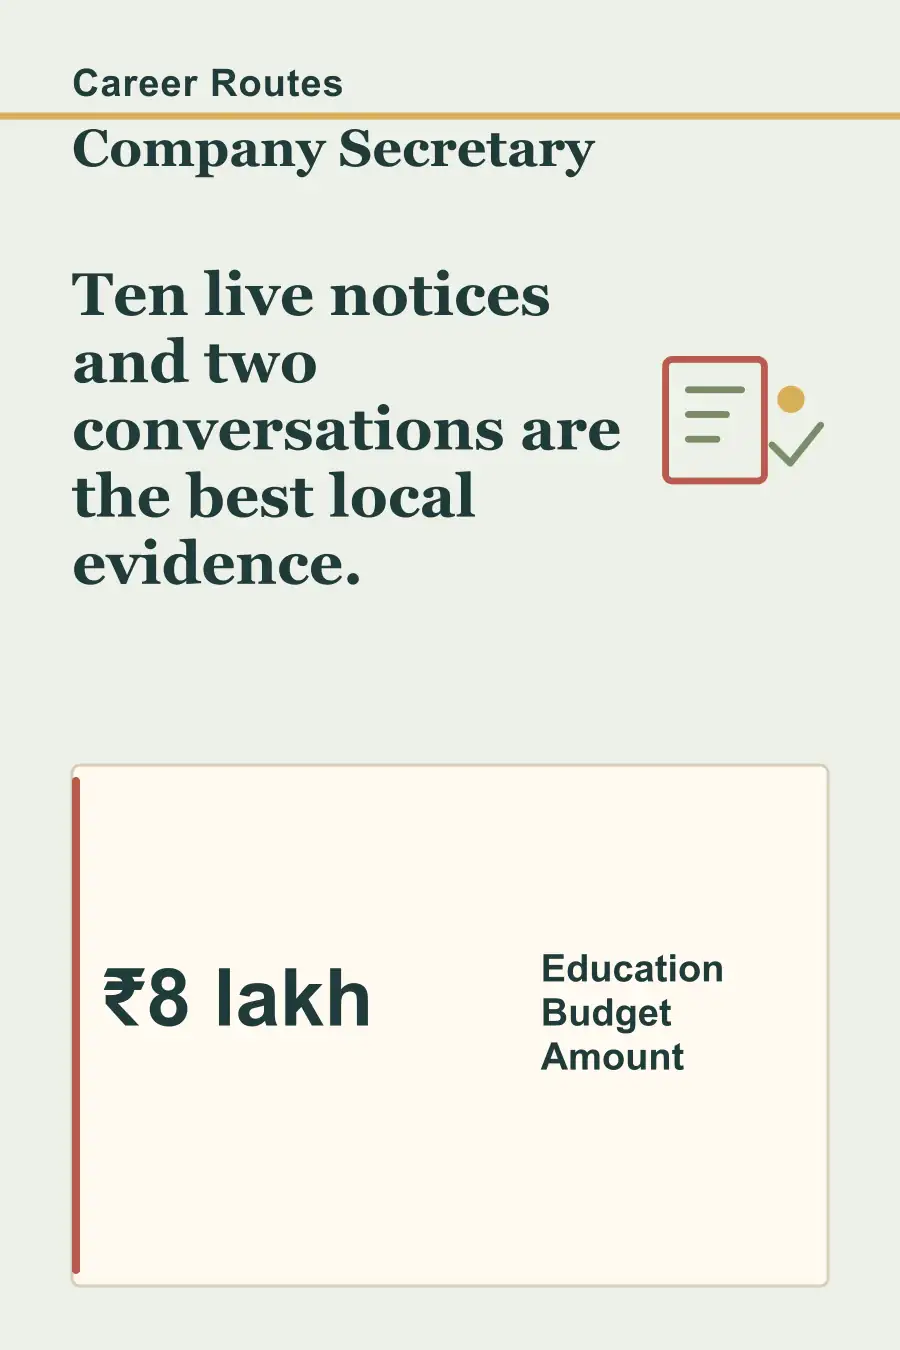 Career Routes
Company Secretary
Ten live notices
and two
conversations are
the best local
evidence.
₹8 lakh
Education
Budget
Amount